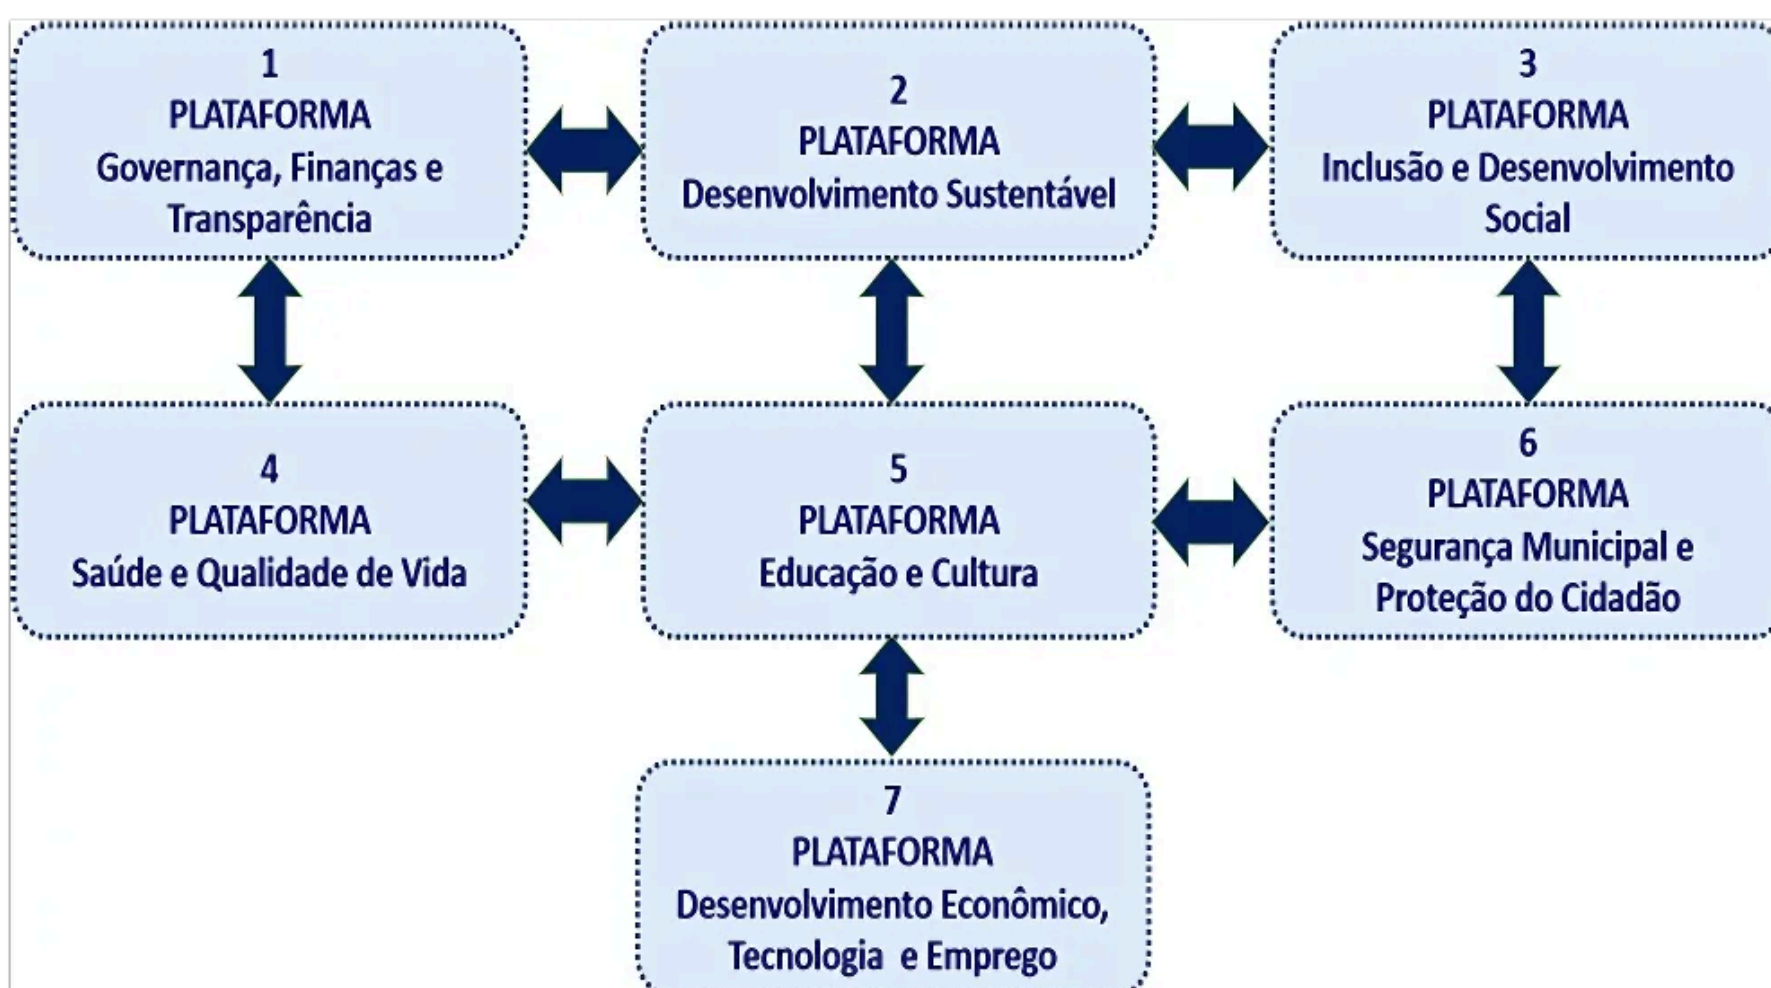 1
PLATAFORMA
Governança, Finanças e
Transparência
2
PLATAFORMA
Desenvolvimento Sustentável
3
PLATAFORMA
Inclusão e Desenvolvimento
Social
4
PLATAFORMA
Saúde e Qualidade de Vida
5
PLATAFORMA
Educação e Cultura
6
PLATAFORMA
Segurança Municipal e
Proteção do Cidadão
7
PLATAFORMA
Desenvolvimento Econômico,
Tecnologia e Emprego